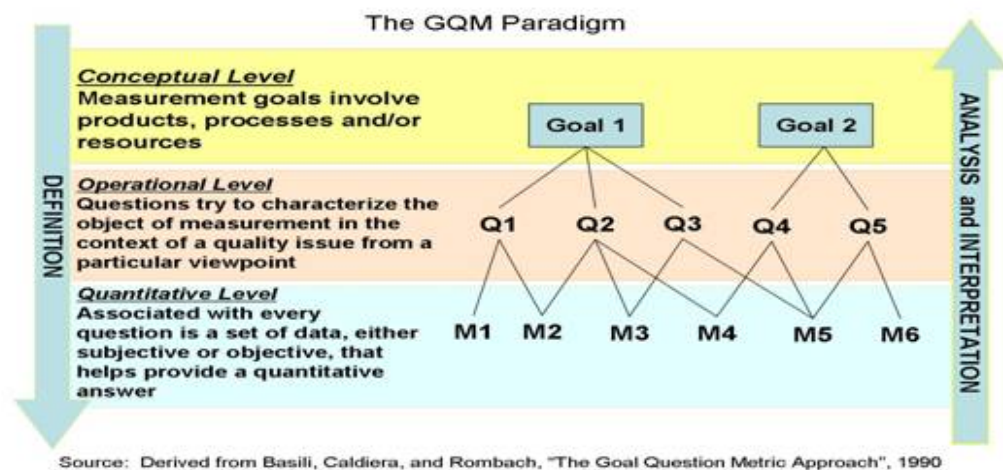 The GQM Paradigm
Conceptual Level
Measurement goals involve
products, processes and/or
resources
Goal 1
Goal 2
Operational Level
Questions try to characterize the
object of measurement in the
context of a quality issue from a
particular viewpoint
Q1
Q2
Q3
Q4
Q5
Quantitative Level
Associated with every
question is a set of data, either
subjective or objective, that
helps provide a quantitative
answer
M1
M2
M3
M4
M5
M6
DEFINITION
ANALYSIS and INTERPRETATION
Source: Derived from Basili, Caldiera, and Rombach, "The Goal Question Metric Approach", 1990